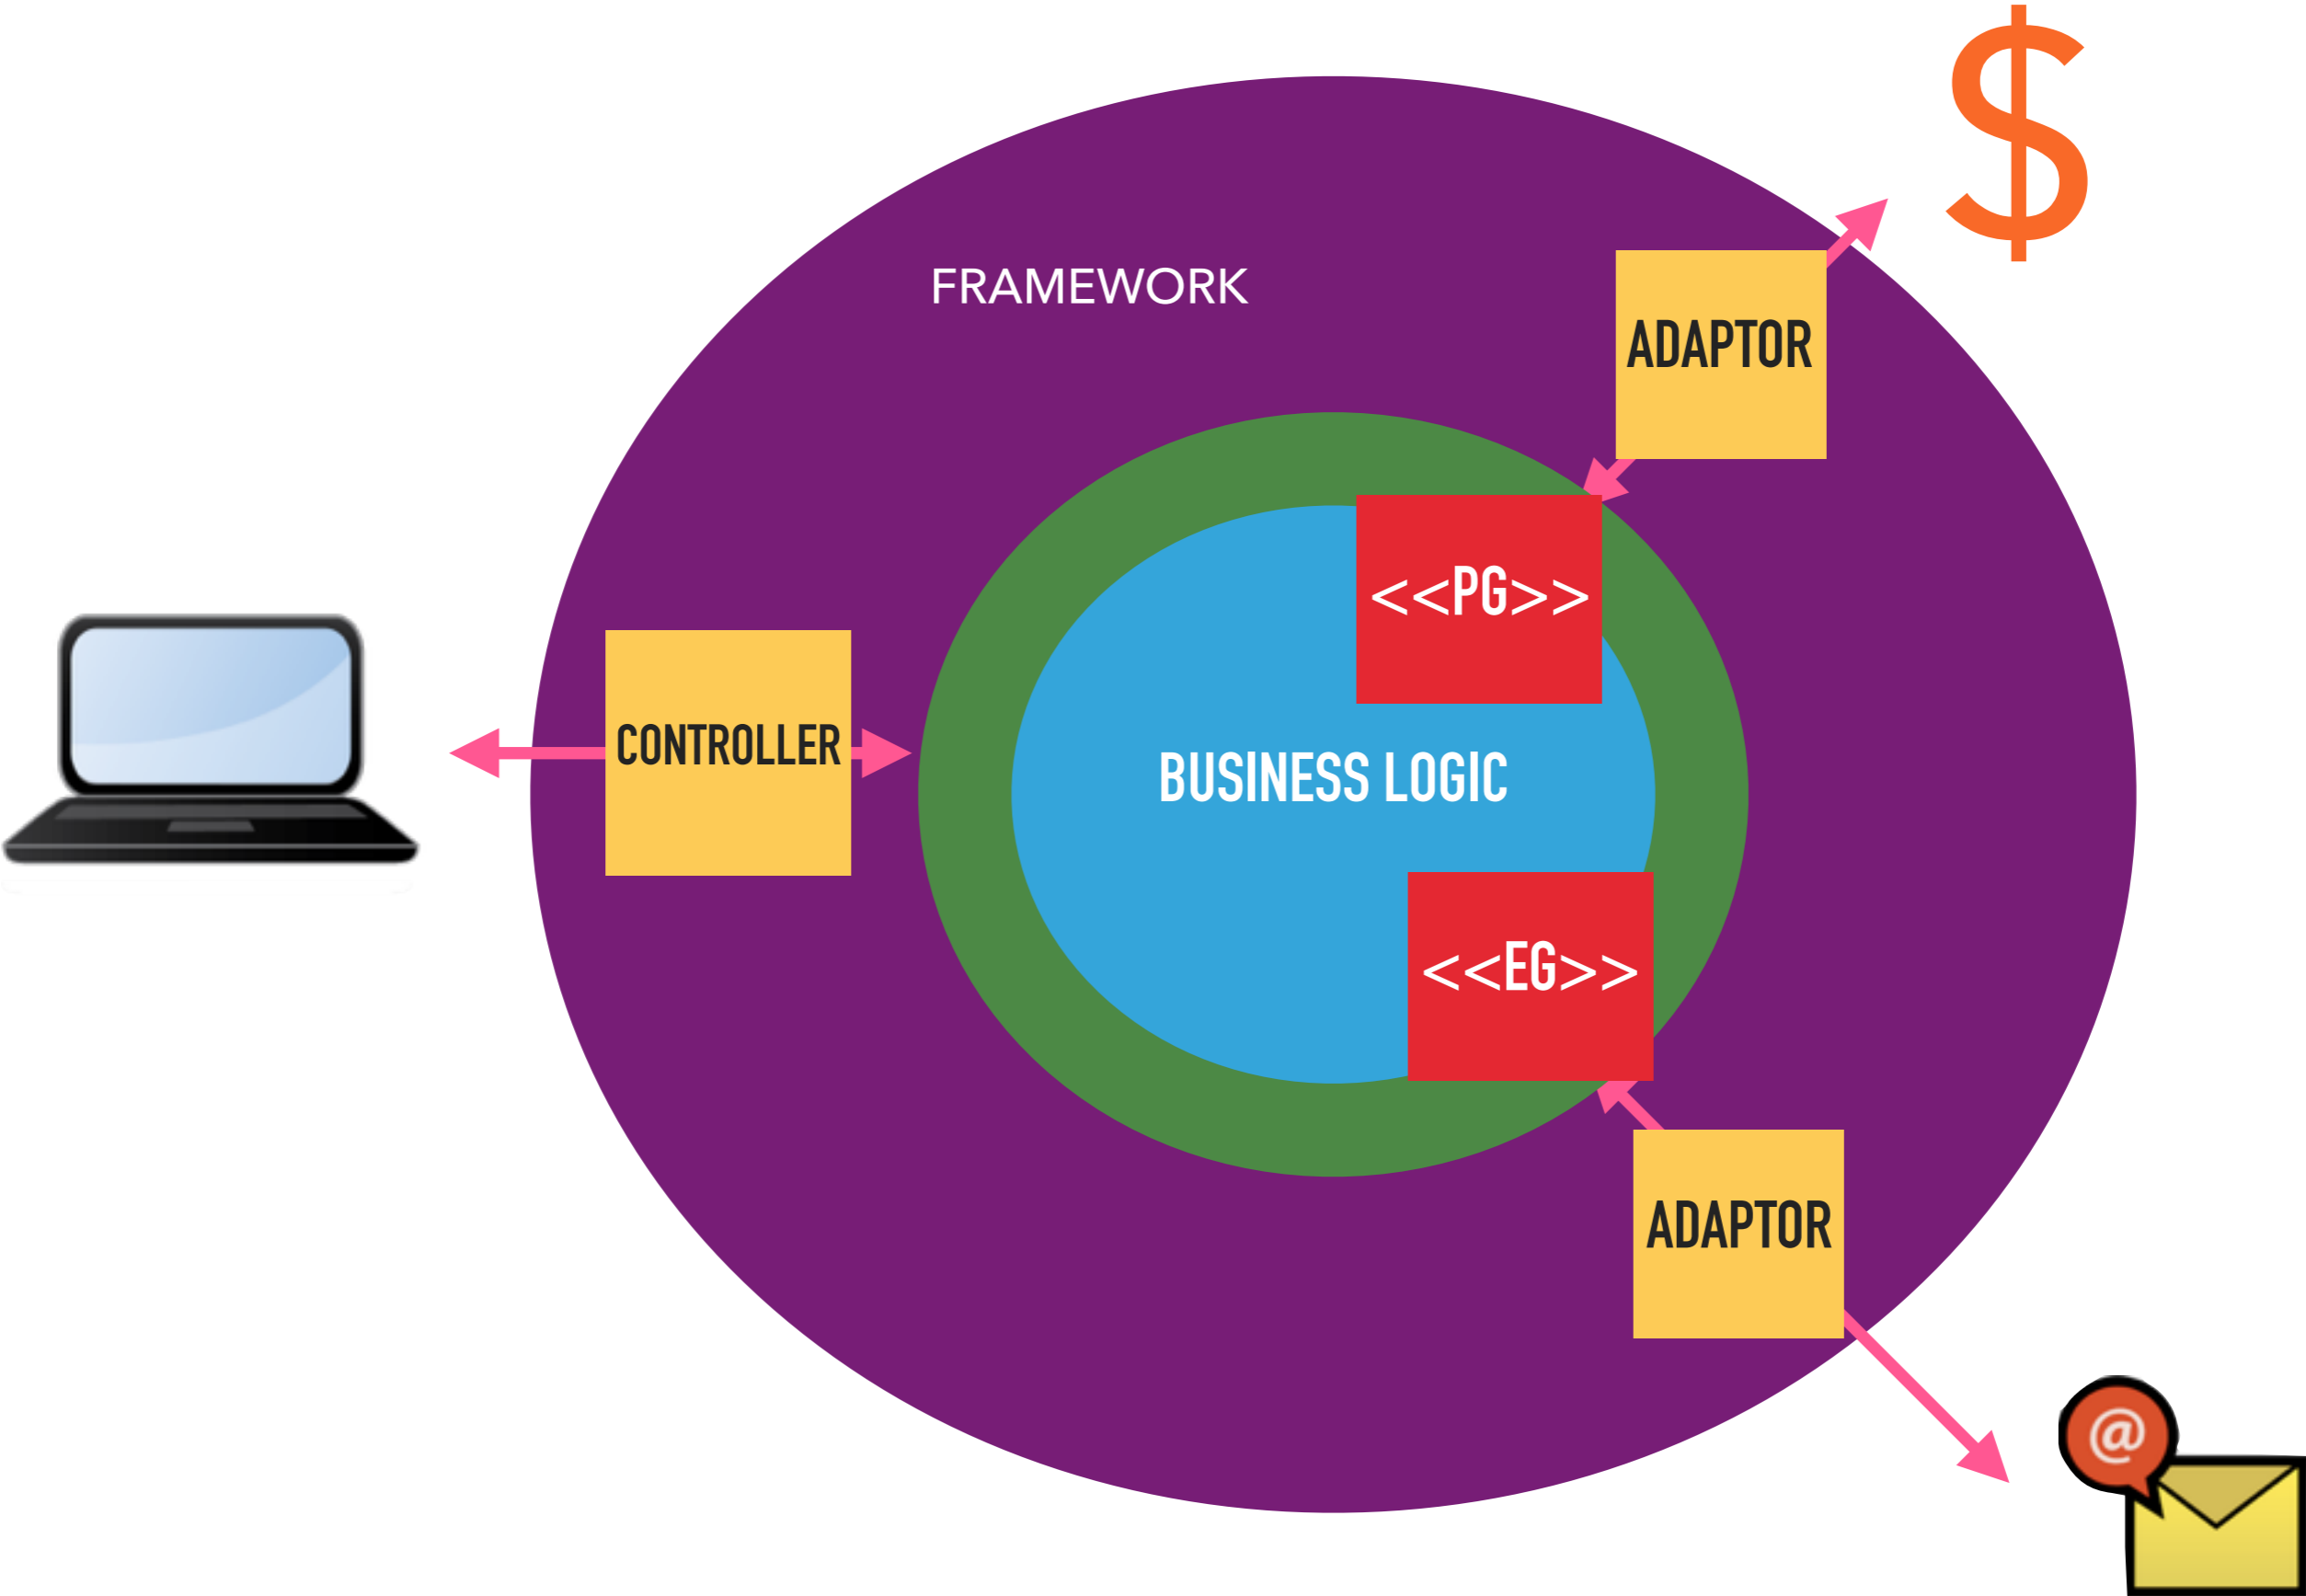 $
FRAMEWORK
ADAPTOR
<<PG>>
CONTROLLER
BUSINESS LOGIC
<<EG>>
ADAPTOR
@